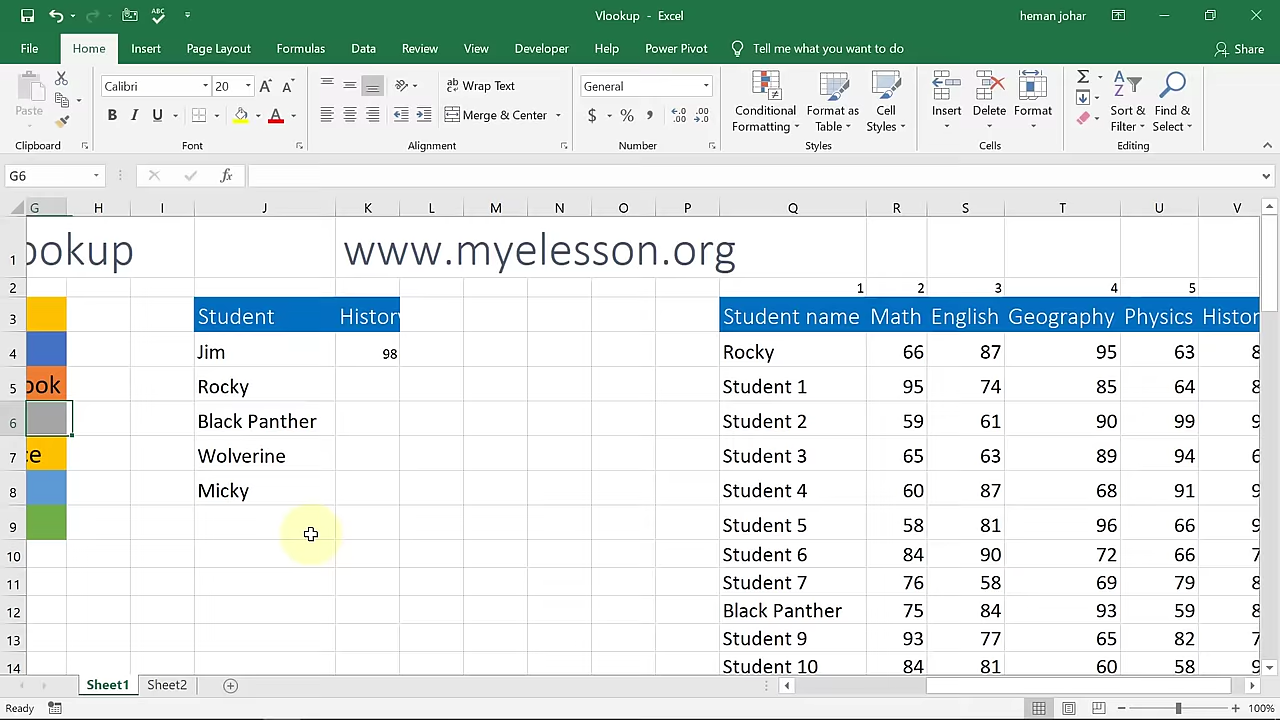 Vlookup - Excel
heman johar
File Home Insert Page Layout Formulas Data Review View Developer Help Power Pivot Tell me what you want to do Share
Paste
Calibri 20
Wrap Text
Merge & Center
General
Conditional Formatting
Format as Table
Cell Styles
Insert
Delete
Format
Sort & Filter
Find & Select
Clipboard Font Alignment Number Styles Cells Editing
G6 fx
G H I J K L M N O P Q R S T U V
1 ookup www.myelesson.org
2 1 2 3 4 5
3 Student History Student name Math English Geography Physics Histor
4 Jim 98 Rocky 66 87 95 63 8
5 ook Rocky Student 1 95 74 85 64 8
6 Black Panther Student 2 59 61 90 99 9
7 ce Wolverine Student 3 65 63 89 94 6
8 Micky Student 4 60 87 68 91 9
9 Student 5 58 81 96 66 9
10 Student 6 84 90 72 66 7
11 Student 7 76 58 69 79 8
12 Black Panther 75 84 93 59 8
13 Student 9 93 77 65 82 7
14 Student 10 84 81 60 58 9
Sheet1 Sheet2
Ready 100%